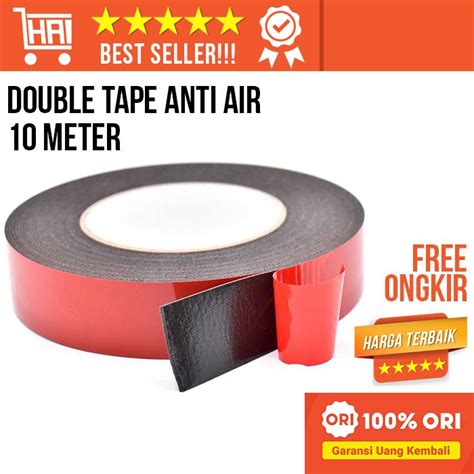 HAI
BEST SELLER!!!
DOUBLE TAPE ANTI AIR
10 METER
FREE
ONGKIR
HARGA TERBAIK
ORI 100% ORI
Garansi Uang Kembali